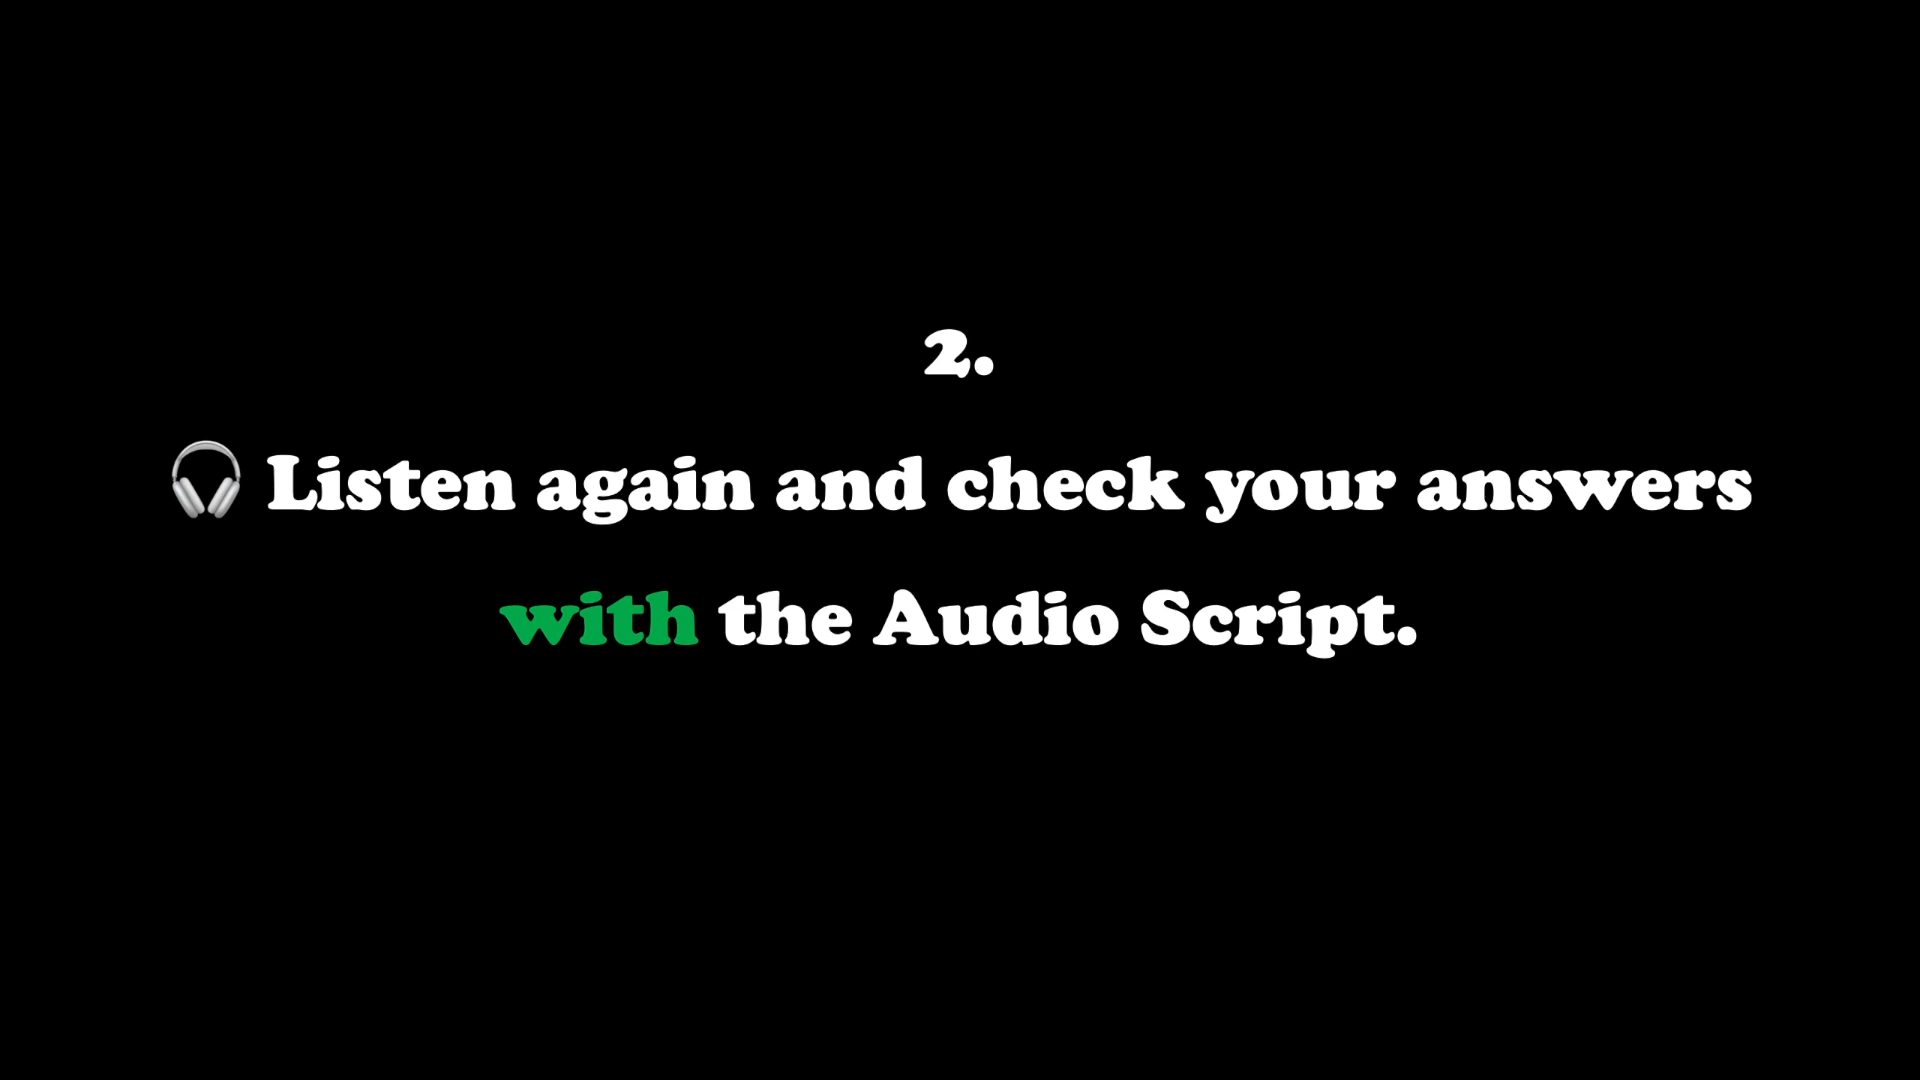 2.
🎧 Listen again and check your answers
with the Audio Script.